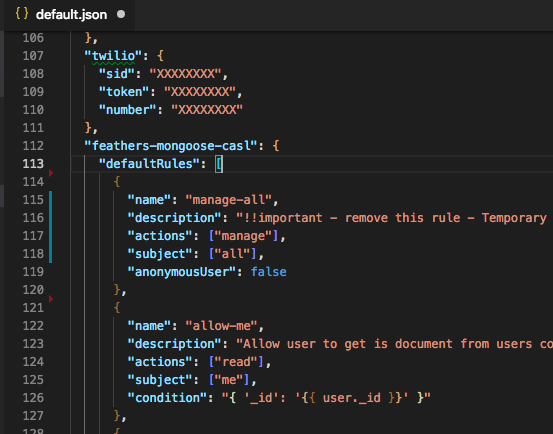 {} default.json ●
106 },
107 "twilio": {
108 "sid": "XXXXXXXX",
109 "token": "XXXXXXXX",
110 "number": "XXXXXXXX"
111 },
112 "feathers-mongoose-casl": {
113 "defaultRules": [
114 {
115 "name": "manage-all",
116 "description": "!!important - remove this rule - Temporary
117 "actions": ["manage"],
118 "subject": ["all"],
119 "anonymousUser": false
120 },
121 {
122 "name": "allow-me",
123 "description": "Allow user to get is document from users co
124 "actions": ["read"],
125 "subject": ["me"],
126 "condition": "{ '_id': '{{ user._id }}' }"
127 },
128 {